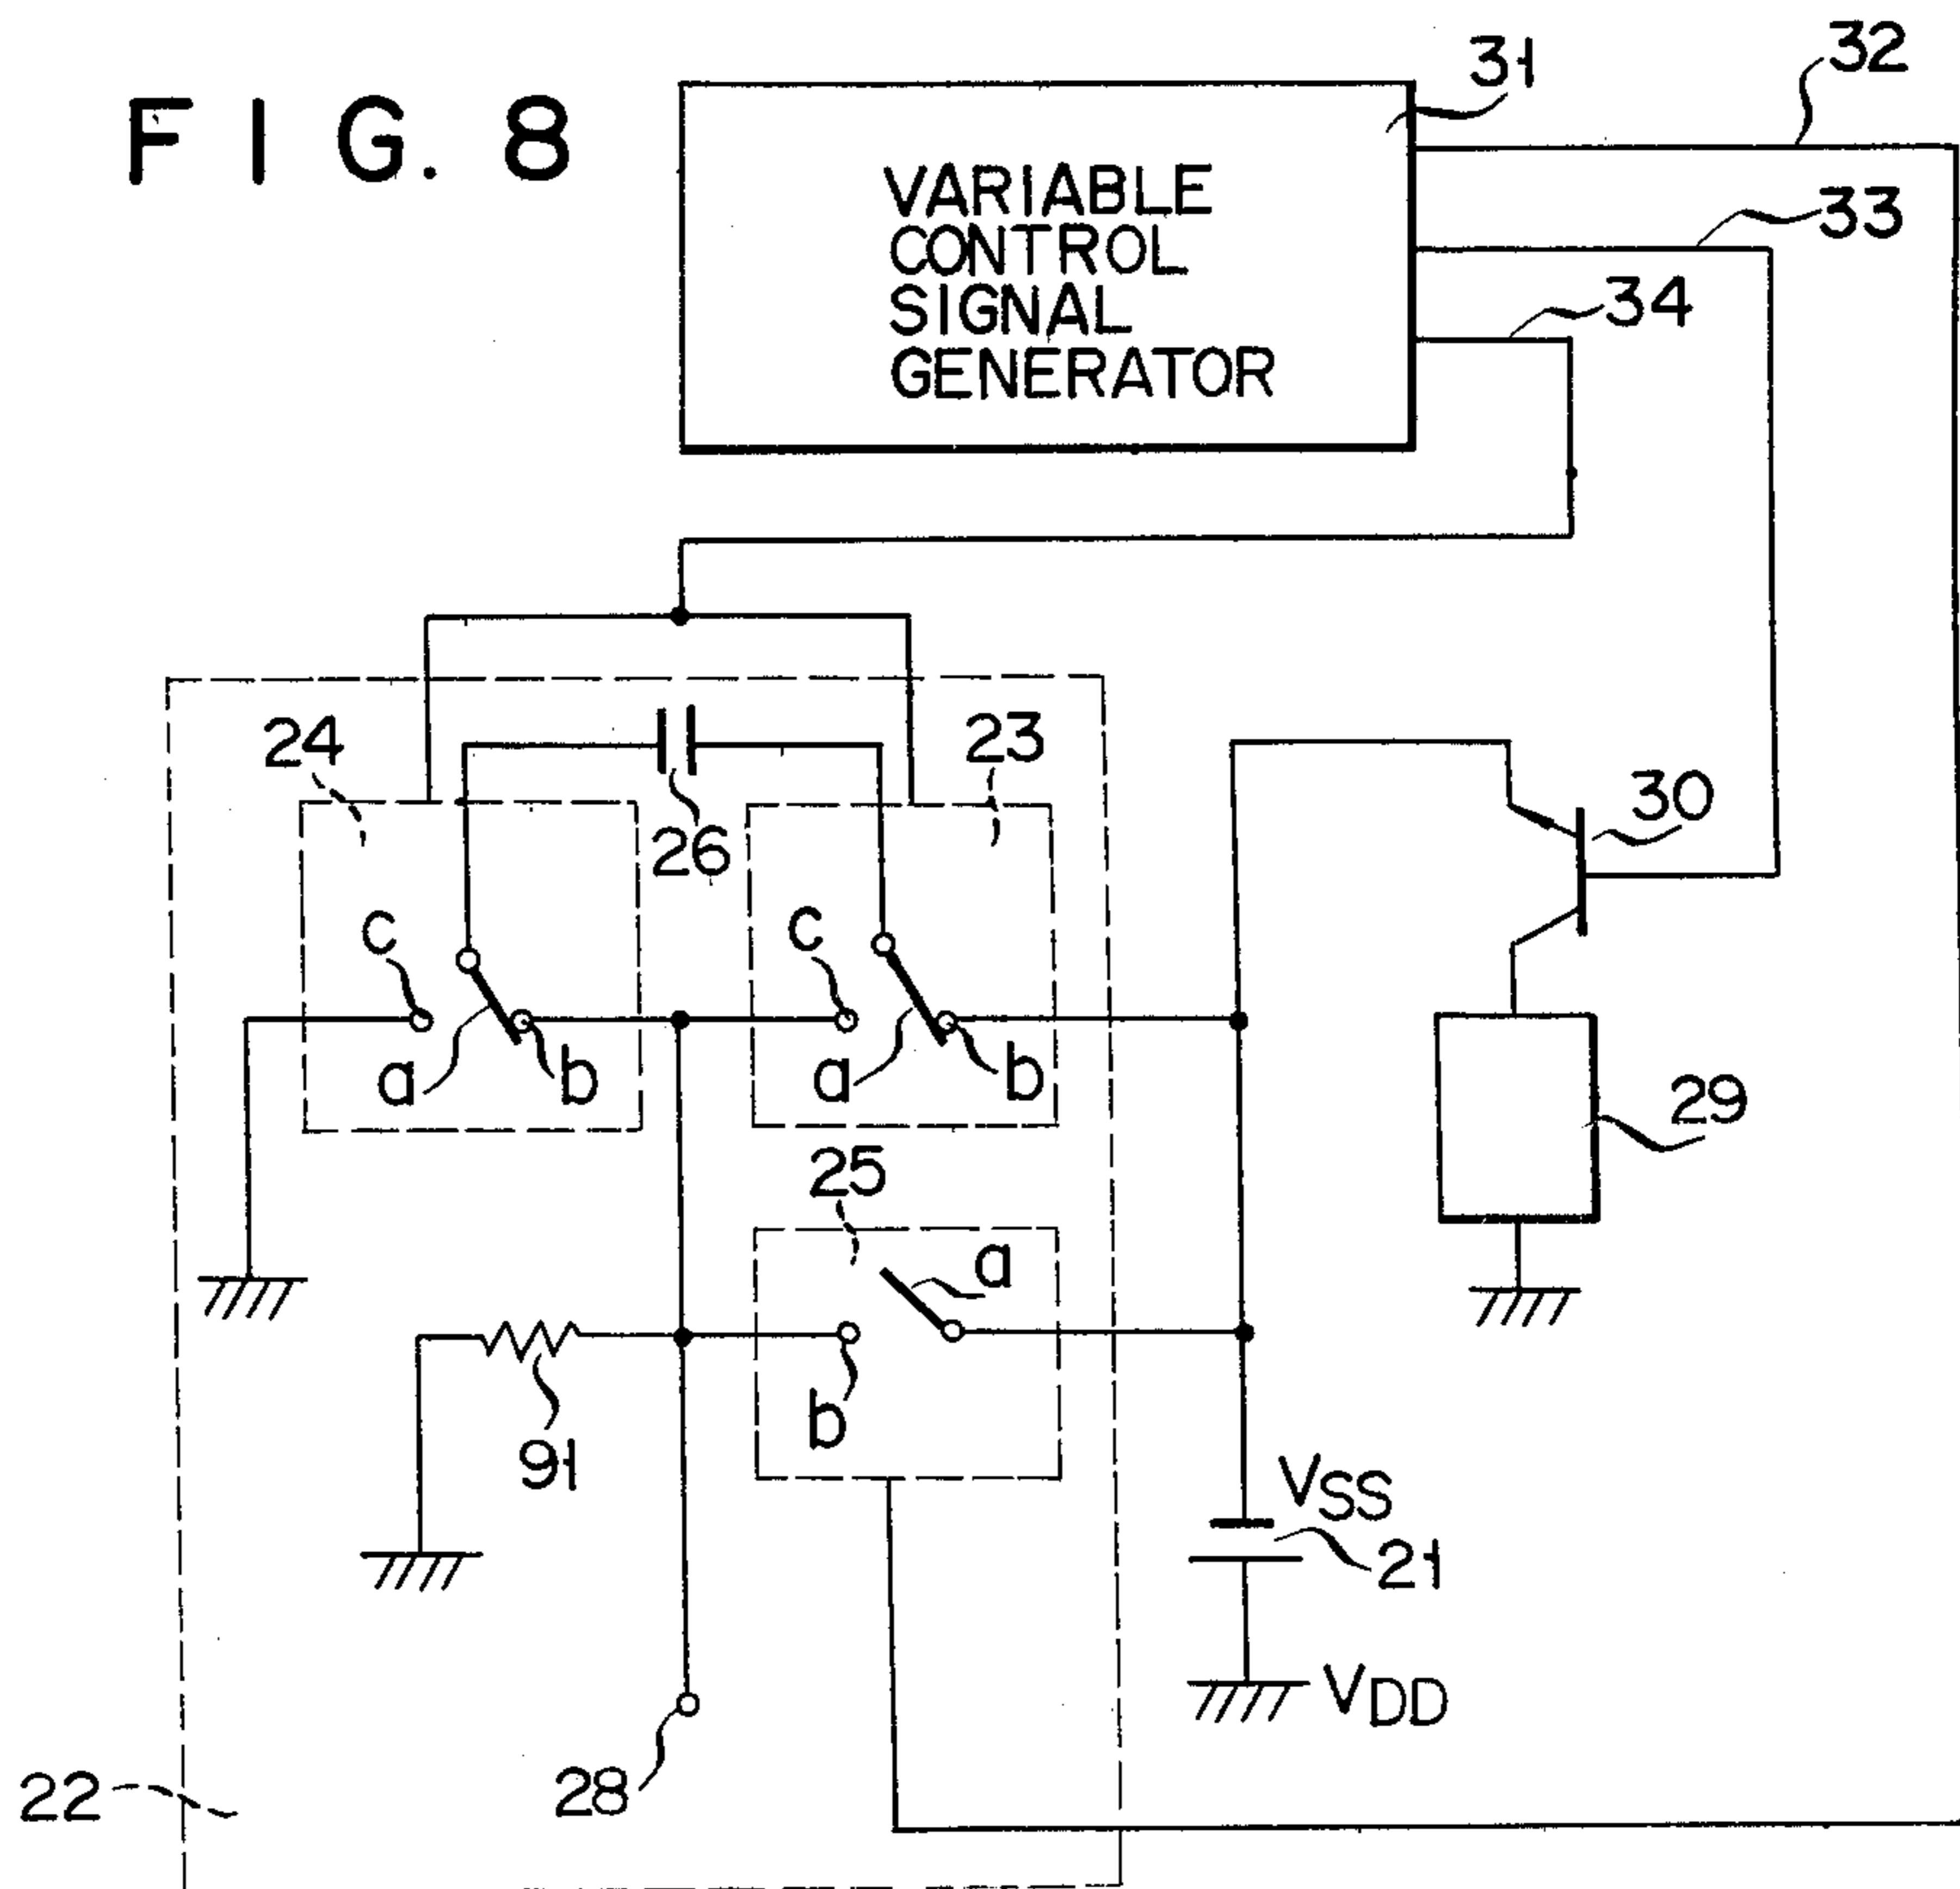 FIG. 8
31
32
VARIABLE
CONTROL
SIGNAL
GENERATOR
33
34
24
23
26
30
c
c
a
b
a
b
29
25
a
b
91
VSS
21
VDD
28
22